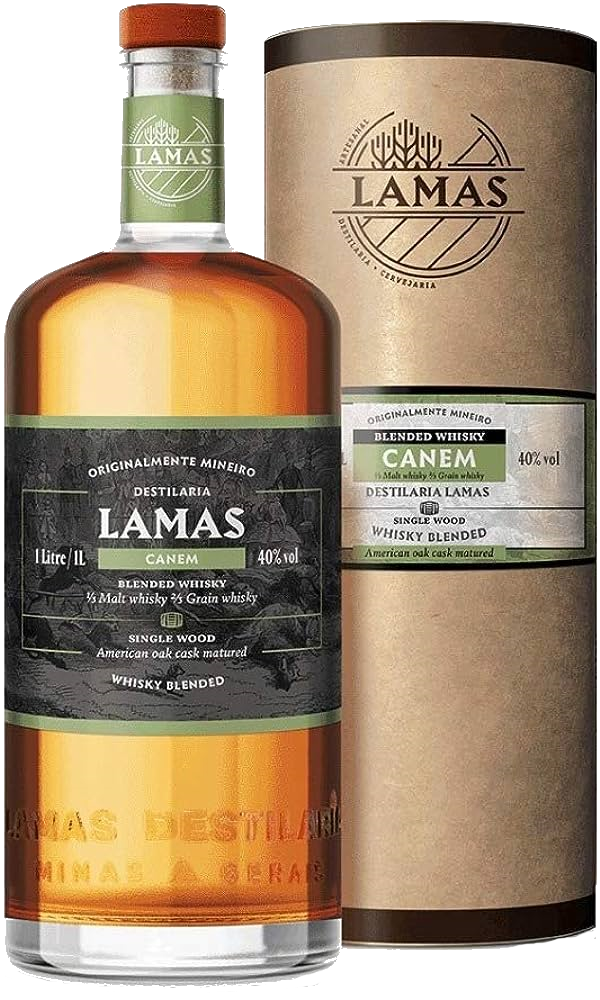 LAMAS
ARTESANAL
LAMAS
DESTILARIA • CERVEJARIA
ORIGINALMENTE MINEIRO
DESTILARIA
LAMAS
1 Litre/1L CANEM 40% vol
BLENDED WHISKY
⅓ Malt whisky ⅔ Grain whisky
SINGLE WOOD
American oak cask matured
WHISKY BLENDED
LAMAS DESTILARIA
MINAS GERAIS
ORIGINALMENTE MINEIRO
BLENDED WHISKY
CANEM 40% vol
⅓ Malt whisky ⅔ Grain whisky
DESTILARIA LAMAS
SINGLE WOOD
WHISKY BLENDED
American oak cask matured